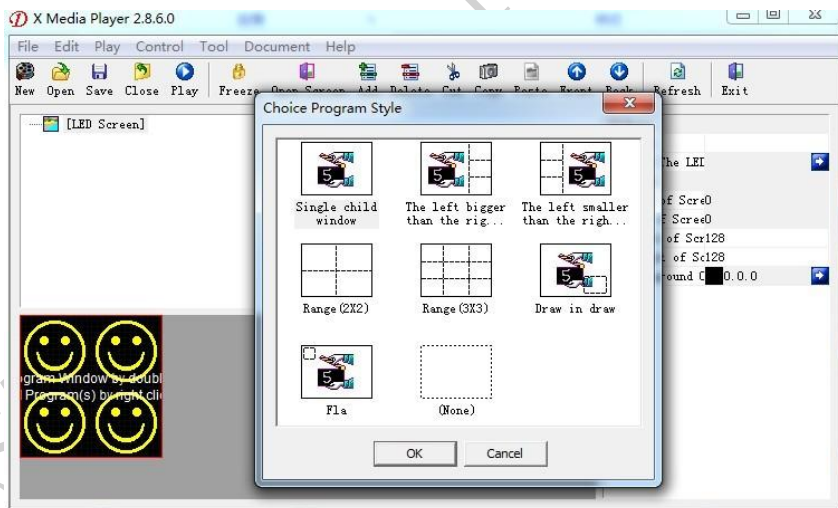 X Media Player 2.8.6.0
File Edit Play Control Tool Document Help
New Open Save Close Play Freeze Open Screen Add Delete Cut Copy Paste Front Back Refresh Exit
[LED Screen]
Choice Program Style
Single child
window
The left bigger
than the rig...
The left smaller
than the righ...
Range(2X2)
Range(3X3)
Draw in draw
Fla
(None)
OK
Cancel
The LED
of Scre0
Scre0
of Scr128
of Sc128
ound C 0.0.0
gram Window by doubl
Program(s) by right cli